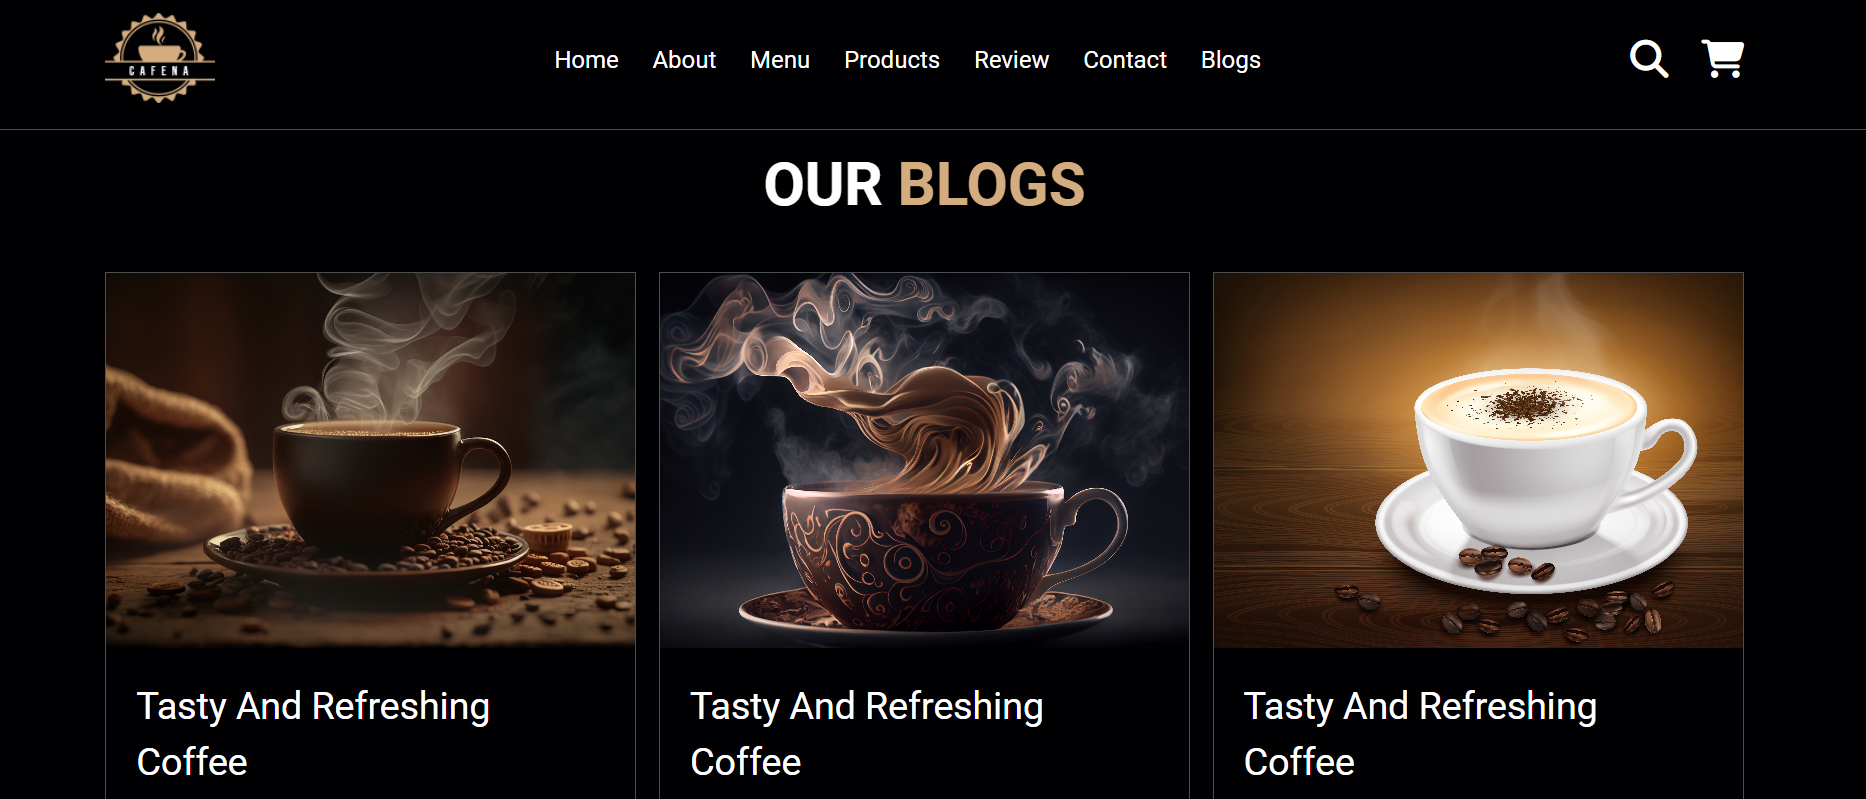 CAFENA
Home About Menu Products Review Contact Blogs
OUR BLOGS
Tasty And Refreshing
Coffee
Tasty And Refreshing
Coffee
Tasty And Refreshing
Coffee